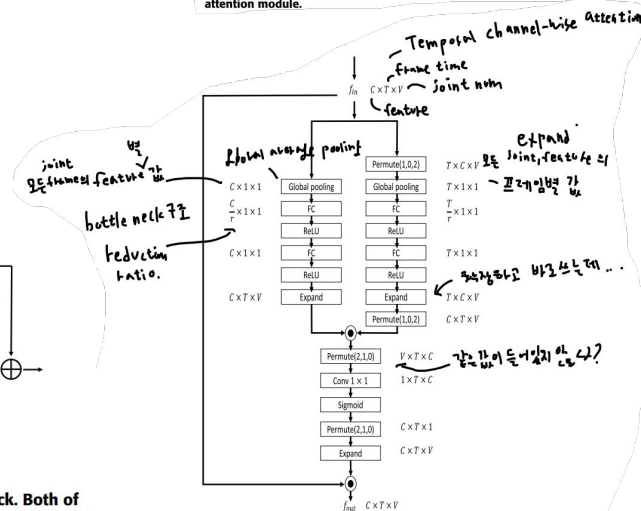 attention module.
Temporal channel-wise attention
frame time
f_in C × T × V joint num
feature
Global average pooling
expand
별
joint
모든 frame의 feature 값
Permute(1,0,2) T × C × V 모든 joint, feature 의
C × 1 × 1 Global pooling Global pooling T × 1 × 1 프레임별 값
bottle neck 구조
C/r × 1 × 1 FC FC T/r × 1 × 1
ReLU ReLU
reduction
ratio.
C × 1 × 1 FC FC T × 1 × 1
ReLU ReLU
확장하고 바로 쓰는데 ..
C × T × V Expand Expand T × C × V
Permute(1,0,2) C × T × V
Permute(2,1,0) V × T × C
같은 값이 들어있지 않나?
Conv 1 × 1 1 × T × C
Sigmoid
Permute(2,1,0) C × T × 1
Expand C × T × V
f_out C × T × V
ck. Both of